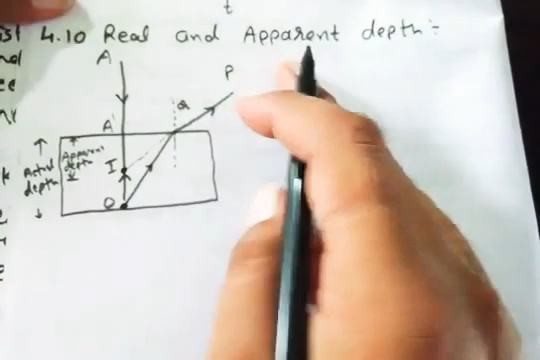 t
4.10 Real and Apparent depth :-
A
P
Q
A'
Actual depth
Apparent depth
I
O